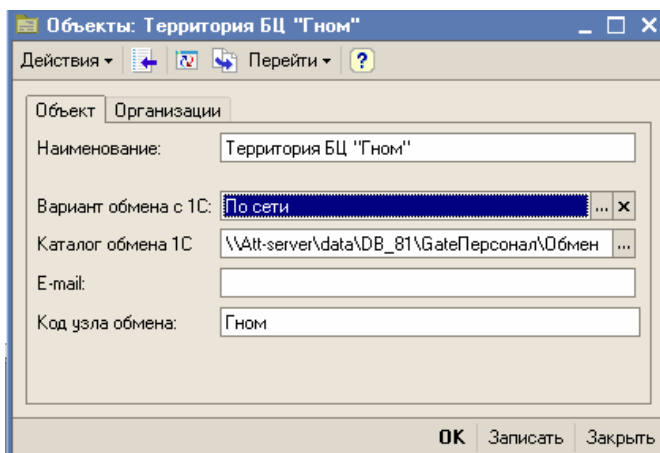 Объекты: Территория БЦ "Гном"
Действия Перейти ?
Объект Организации
Наименование: Территория БЦ "Гном"
Вариант обмена с 1С: По сети ... x
Каталог обмена 1С \\Att-server\data\DB_81\GateПерсонал\Обмен ...
E-mail:
Код узла обмена: Гном
OK Записать Закрыть